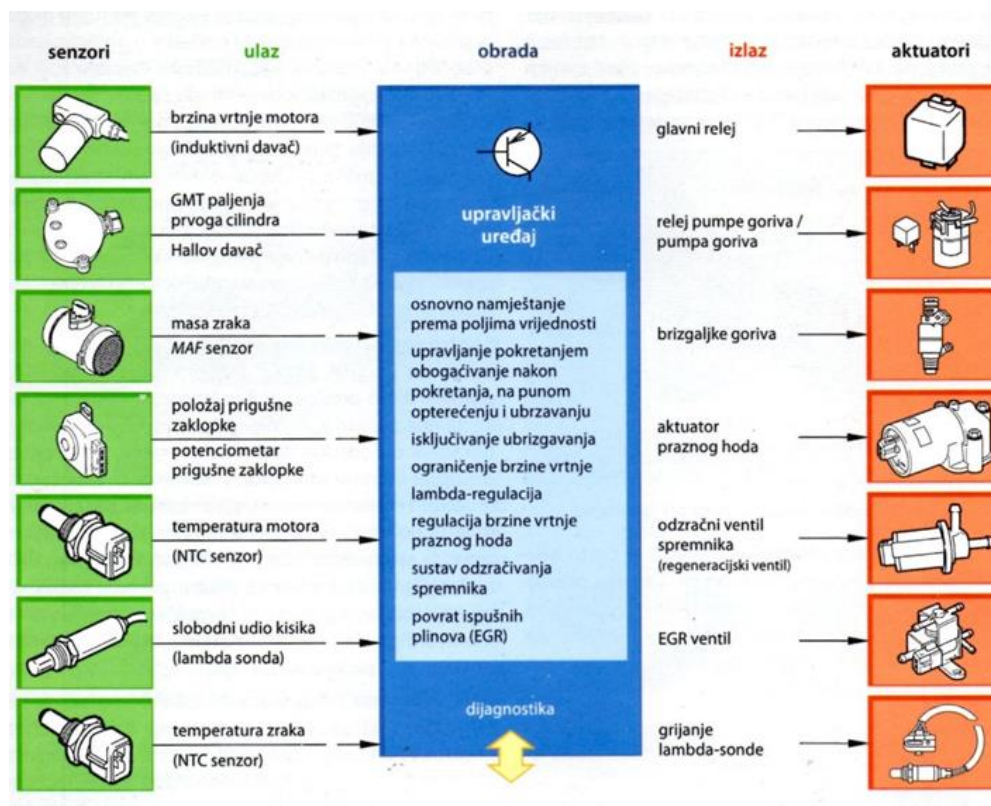 senzori
ulaz
obrada
izlaz
aktuatori
brzina vrtnje motora
(induktivni davač)
GMT paljenja
prvoga cilindra
Hallov davač
masa zraka
MAF senzor
položaj prigušne
zaklopke
potenciometar
prigušne zaklopke
temperatura motora
(NTC senzor)
slobodni udio kisika
(lambda sonda)
temperatura zraka
(NTC senzor)
upravljački
uređaj
osnovno namještanje
prema poljima vrijednosti
upravljanje pokretanjem
obogaćivanje nakon
pokretanja, na punom
opterećenju i ubrzavanju
isključivanje ubrizgavanja
ograničenje brzine vrtnje
lambda-regulacija
regulacija brzine vrtnje
praznog hoda
sustav odzračivanja
spremnika
povrat ispušnih
plinova (EGR)
dijagnostika
glavni relej
relej pumpe goriva /
pumpa goriva
brizgaljke goriva
aktuator
praznog hoda
odzračni ventil
spremnika
(regeneracijski ventil)
EGR ventil
grijanje
lambda-sonde